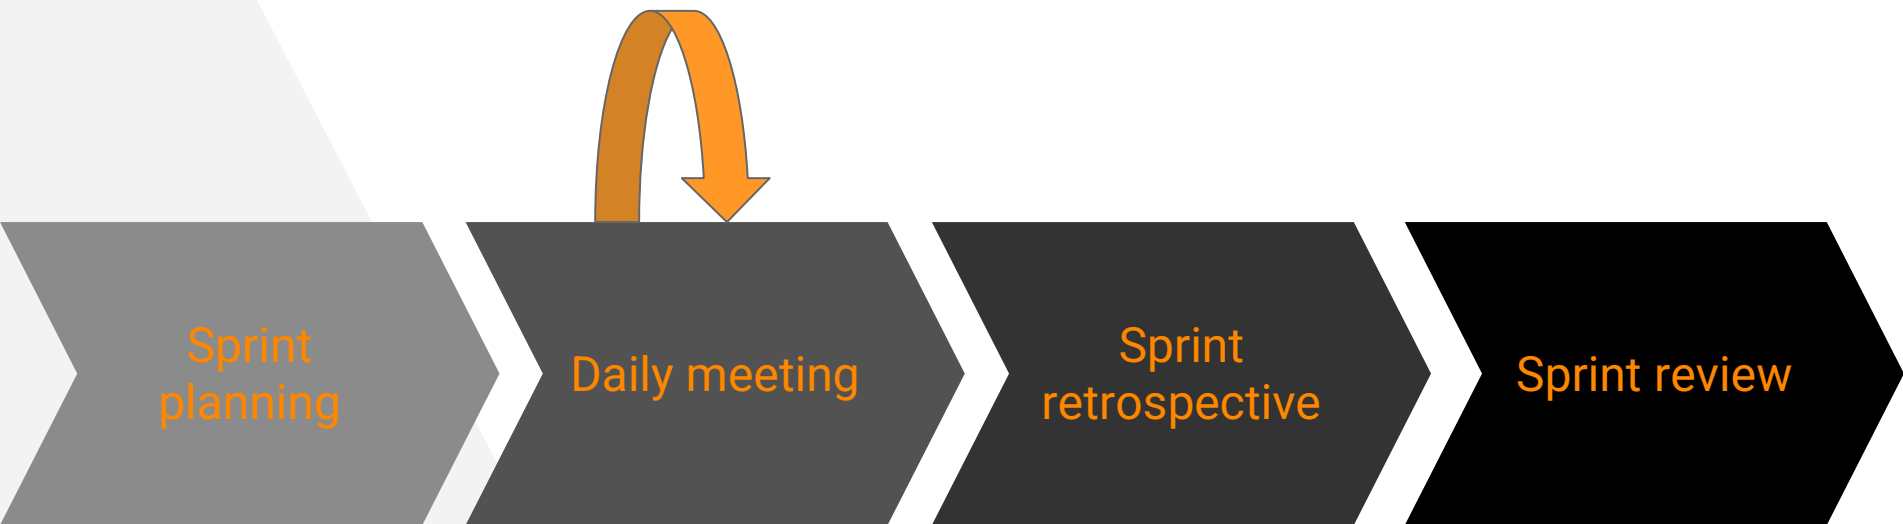 Sprint
planning
Daily meeting
Sprint
retrospective
Sprint review